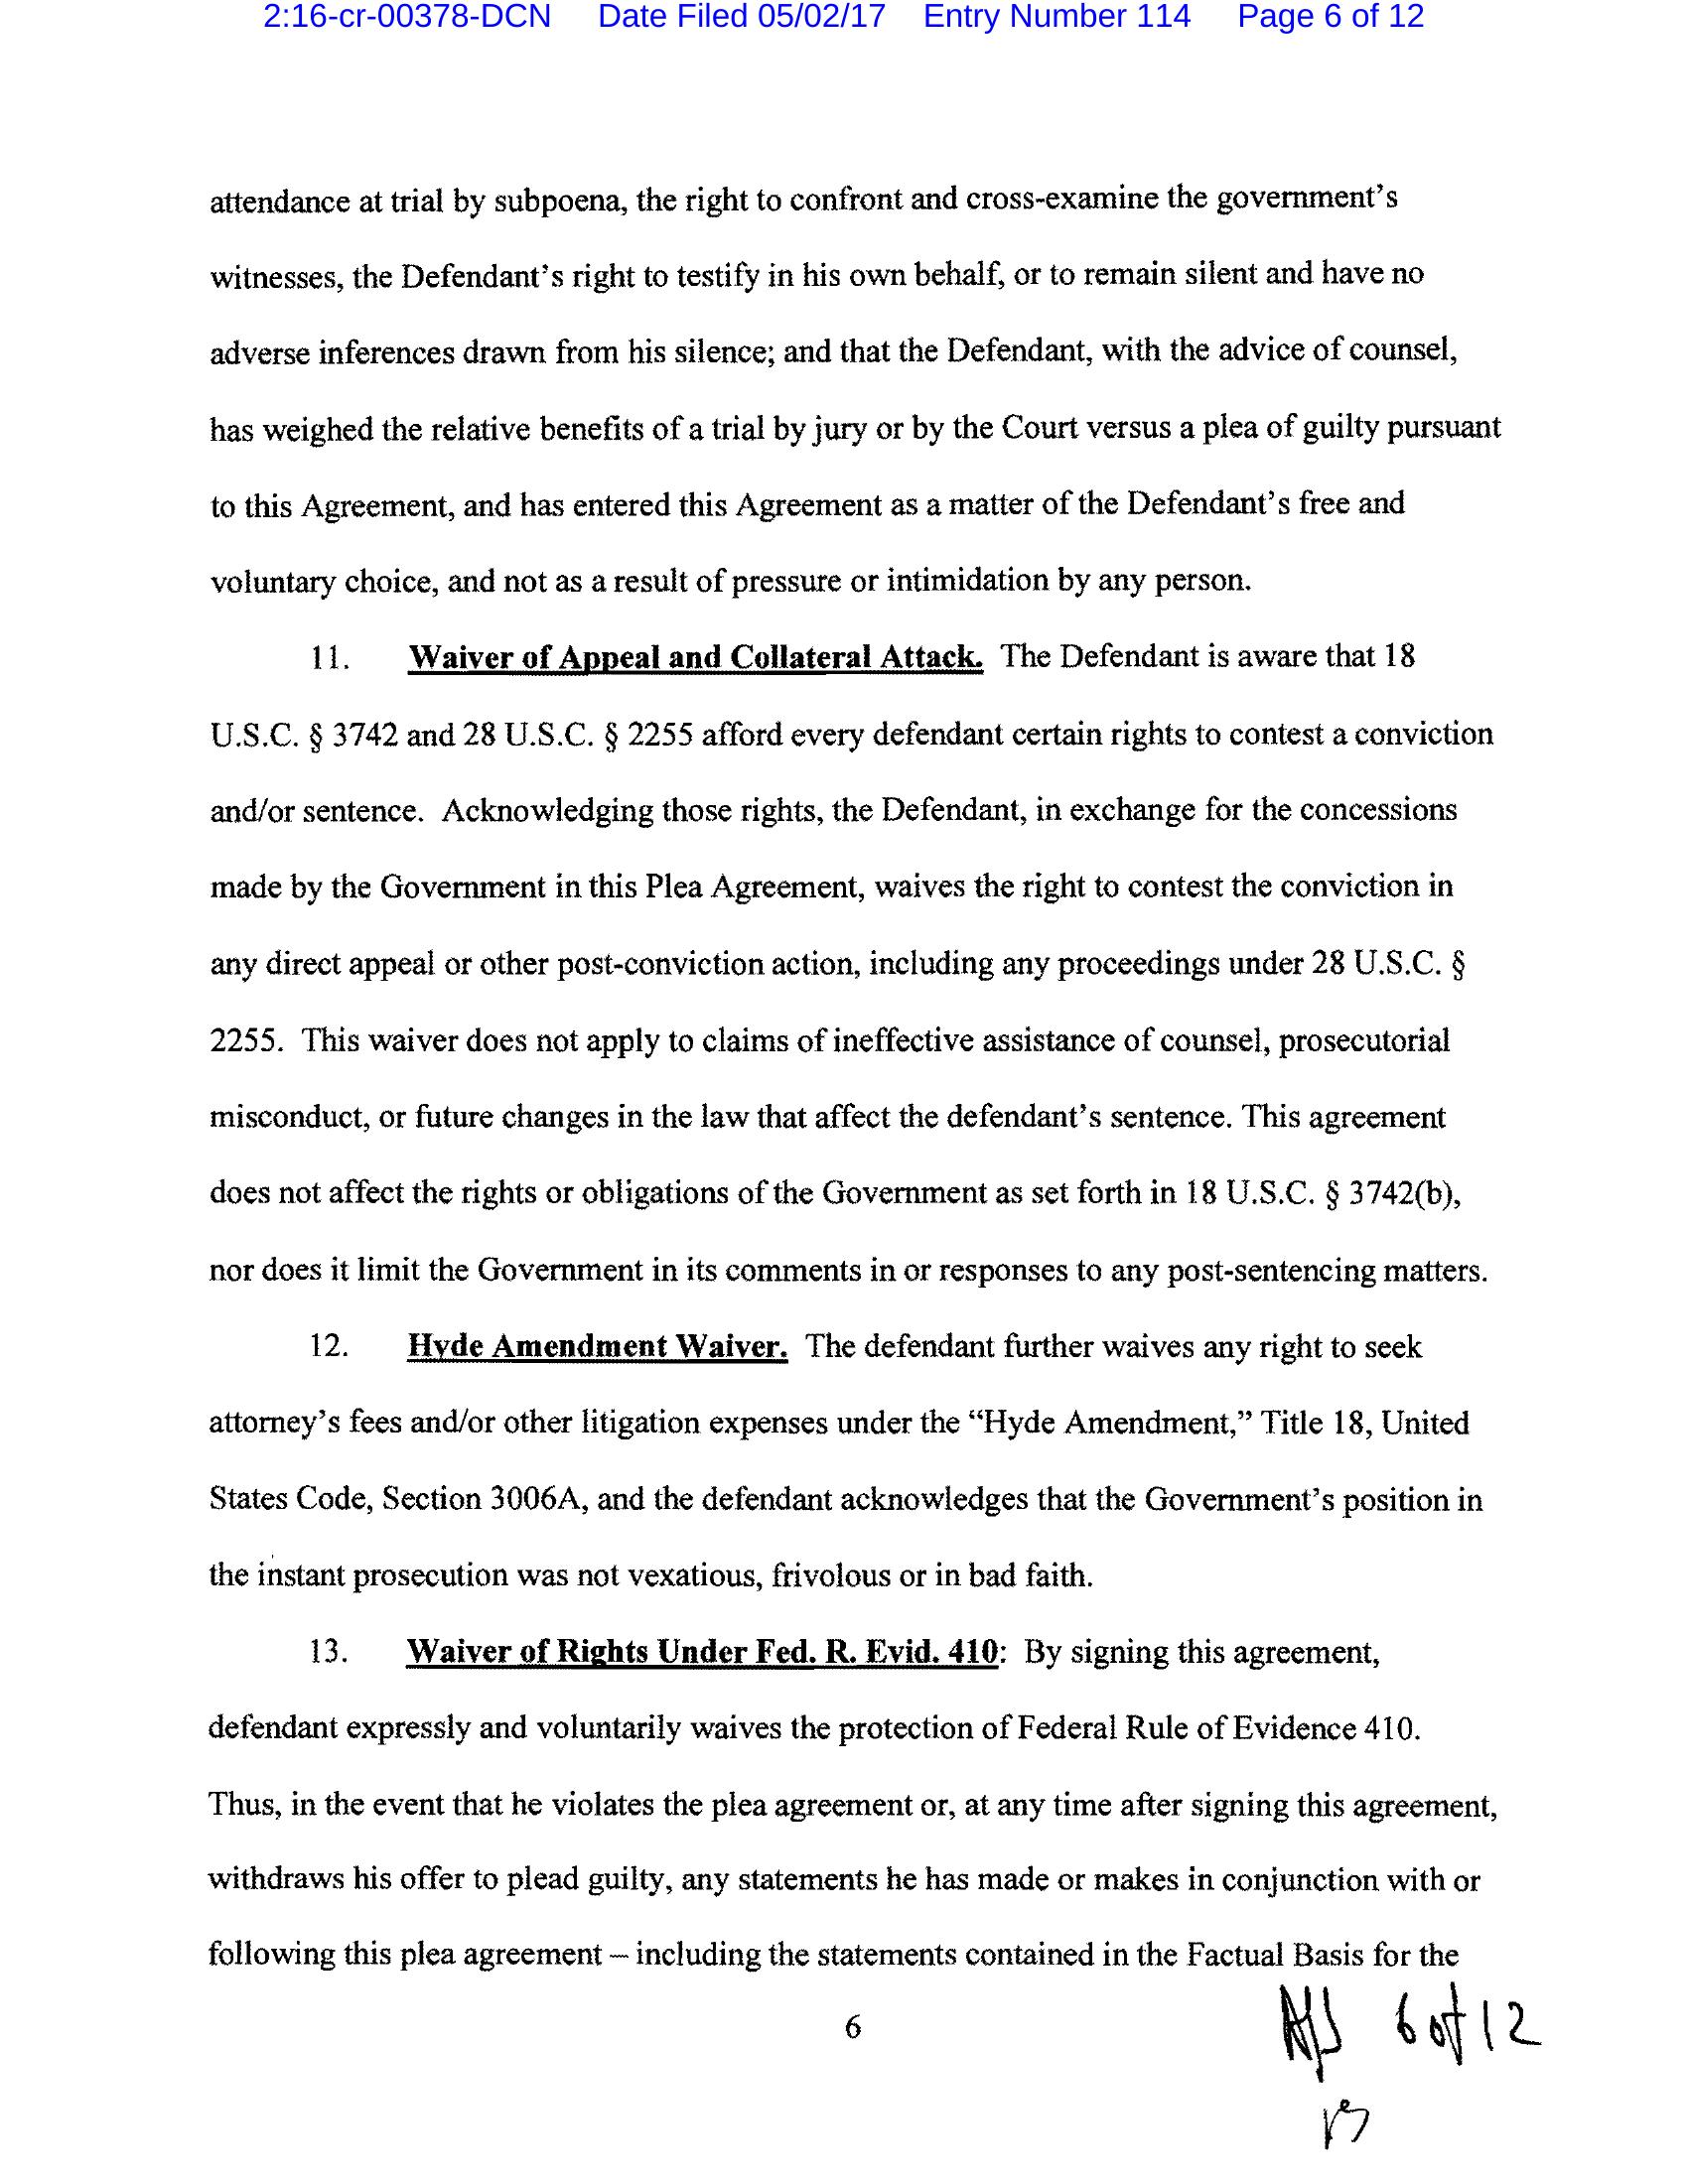 2:16-cr-00378-DCN Date Filed 05/02/17 Entry Number 114 Page 6 of 12
attendance at trial by subpoena, the right to confront and cross-examine the government's
witnesses, the Defendant's right to testify in his own behalf, or to remain silent and have no
adverse inferences drawn from his silence; and that the Defendant, with the advice of counsel,
has weighed the relative benefits of a trial by jury or by the Court versus a plea of guilty pursuant
to this Agreement, and has entered this Agreement as a matter of the Defendant's free and
voluntary choice, and not as a result of pressure or intimidation by any person.
11. Waiver of Appeal and Collateral Attack. The Defendant is aware that 18
U.S.C. § 3742 and 28 U.S.C. § 2255 afford every defendant certain rights to contest a conviction
and/or sentence. Acknowledging those rights, the Defendant, in exchange for the concessions
made by the Government in this Plea Agreement, waives the right to contest the conviction in
any direct appeal or other post-conviction action, including any proceedings under 28 U.S.C. §
2255. This waiver does not apply to claims of ineffective assistance of counsel, prosecutorial
misconduct, or future changes in the law that affect the defendant's sentence. This agreement
does not affect the rights or obligations of the Government as set forth in 18 U.S.C. § 3742(b),
nor does it limit the Government in its comments in or responses to any post-sentencing matters.
12. Hyde Amendment Waiver. The defendant further waives any right to seek
attorney's fees and/or other litigation expenses under the “Hyde Amendment,” Title 18, United
States Code, Section 3006A, and the defendant acknowledges that the Government's position in
the instant prosecution was not vexatious, frivolous or in bad faith.
13. Waiver of Rights Under Fed. R. Evid. 410: By signing this agreement,
defendant expressly and voluntarily waives the protection of Federal Rule of Evidence 410.
Thus, in the event that he violates the plea agreement or, at any time after signing this agreement,
withdraws his offer to plead guilty, any statements he has made or makes in conjunction with or
following this plea agreement – including the statements contained in the Factual Basis for the
6
6 of 12